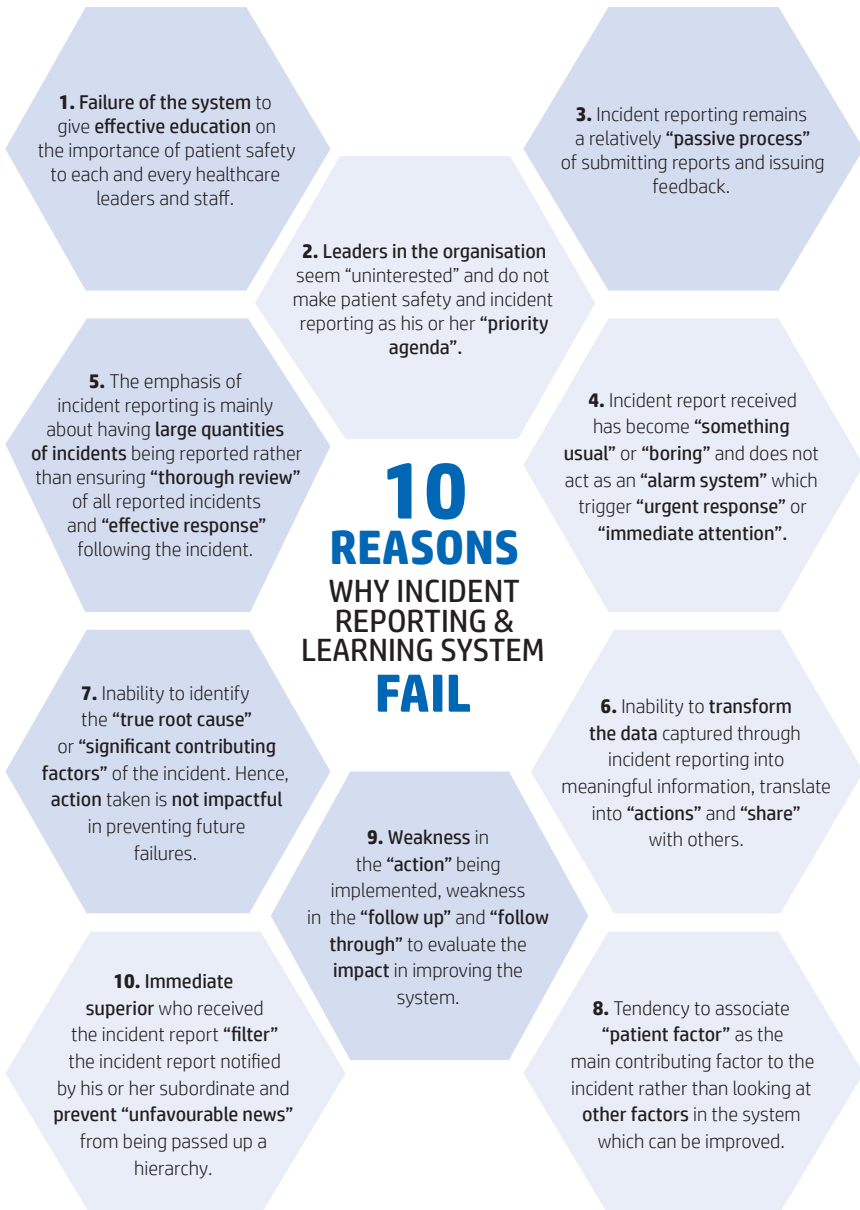 1. Failure of the system to
give effective education on
the importance of patient safety
to each and every healthcare
leaders and staff.
2. Leaders in the organisation
seem “uninterested” and do not
make patient safety and incident
reporting as his or her “priority
agenda”.
3. Incident reporting remains
a relatively “passive process”
of submitting reports and issuing
feedback.
5. The emphasis of
incident reporting is mainly
about having large quantities
of incidents being reported rather
than ensuring “thorough review”
of all reported incidents
and “effective response”
following the incident.
4. Incident report received
has become “something
usual” or “boring” and does not
act as an “alarm system” which
trigger “urgent response” or
“immediate attention”.
10
REASONS
WHY INCIDENT
REPORTING &
LEARNING SYSTEM
FAIL
7. Inability to identify
the “true root cause”
or “significant contributing
factors” of the incident. Hence,
action taken is not impactful
in preventing future
failures.
6. Inability to transform
the data captured through
incident reporting into
meaningful information, translate
into “actions” and “share”
with others.
9. Weakness in
the “action” being
implemented, weakness
in the “follow up” and “follow
through” to evaluate the
impact in improving the
system.
10. Immediate
superior who received
the incident report “filter”
the incident report notified
by his or her subordinate and
prevent “unfavourable news”
from being passed up a
hierarchy.
8. Tendency to associate
“patient factor” as the
main contributing factor to the
incident rather than looking at
other factors in the system
which can be improved.